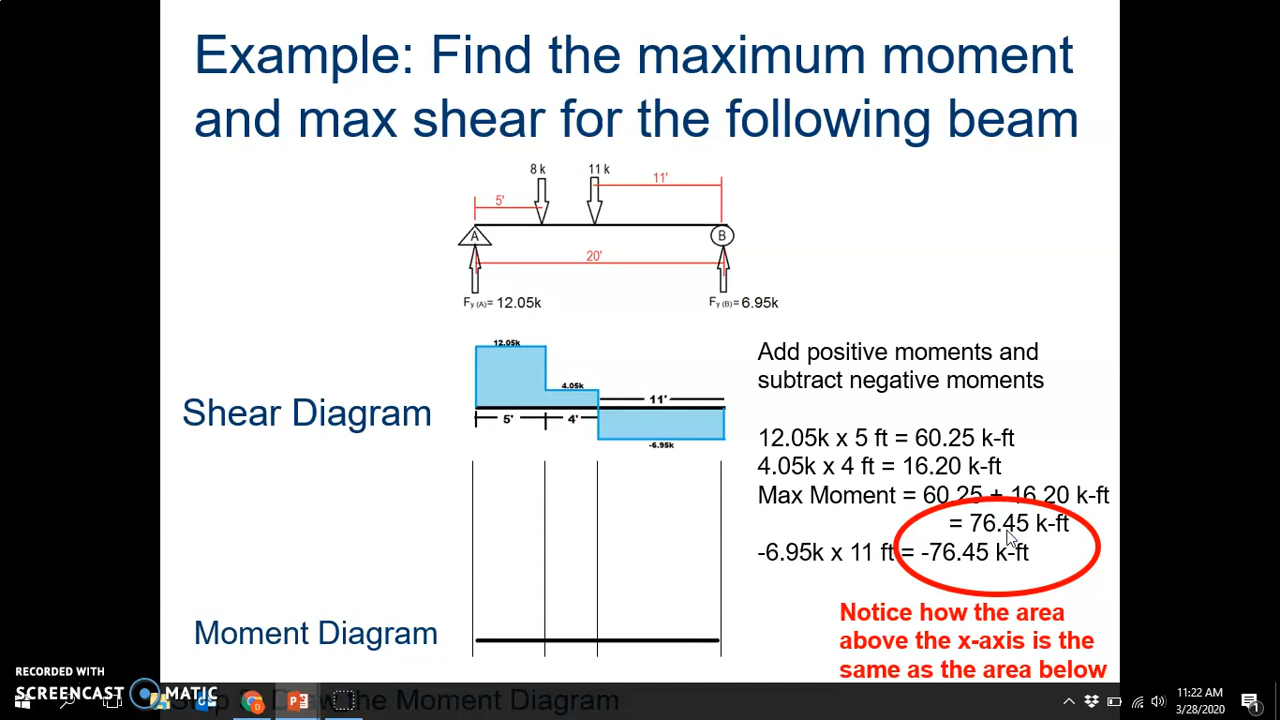 Example: Find the maximum moment
and max shear for the following beam
8 k
11 k
11'
5'
A
B
20'
Fy (A)= 12.05k
Fy (B)= 6.95k
Shear Diagram
12.05k
4.05k
11'
5'
4'
-6.95k
Add positive moments and
subtract negative moments
12.05k x 5 ft = 60.25 k-ft
4.05k x 4 ft = 16.20 k-ft
Max Moment = 60.25 + 16.20 k-ft
= 76.45 k-ft
-6.95k x 11 ft = -76.45 k-ft
Notice how the area
above the x-axis is the
same as the area below
Moment Diagram
RECORDED WITH
SCREENCAST MATIC
the Moment Diagram
11:22 AM
3/28/2020
1